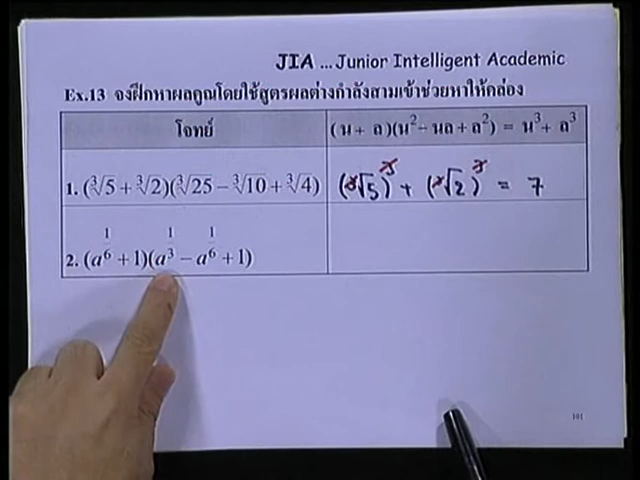 JIA ... Junior Intelligent Academic
Ex.13 จงฝึกหาผลคูณโดยใช้สูตรผลต่างกำลังสามเข้าช่วยหาให้กล่อง
โจทย์ (น + ล)(น² − นล + ล²) = น³ + ล³
1. (∛5 + ∛2)(∛25 − ∛10 + ∛4) (∛5)³ + (∛2)³ = 7
2. (a^{1/6} + 1)(a^{1/3} − a^{1/6} + 1)
101